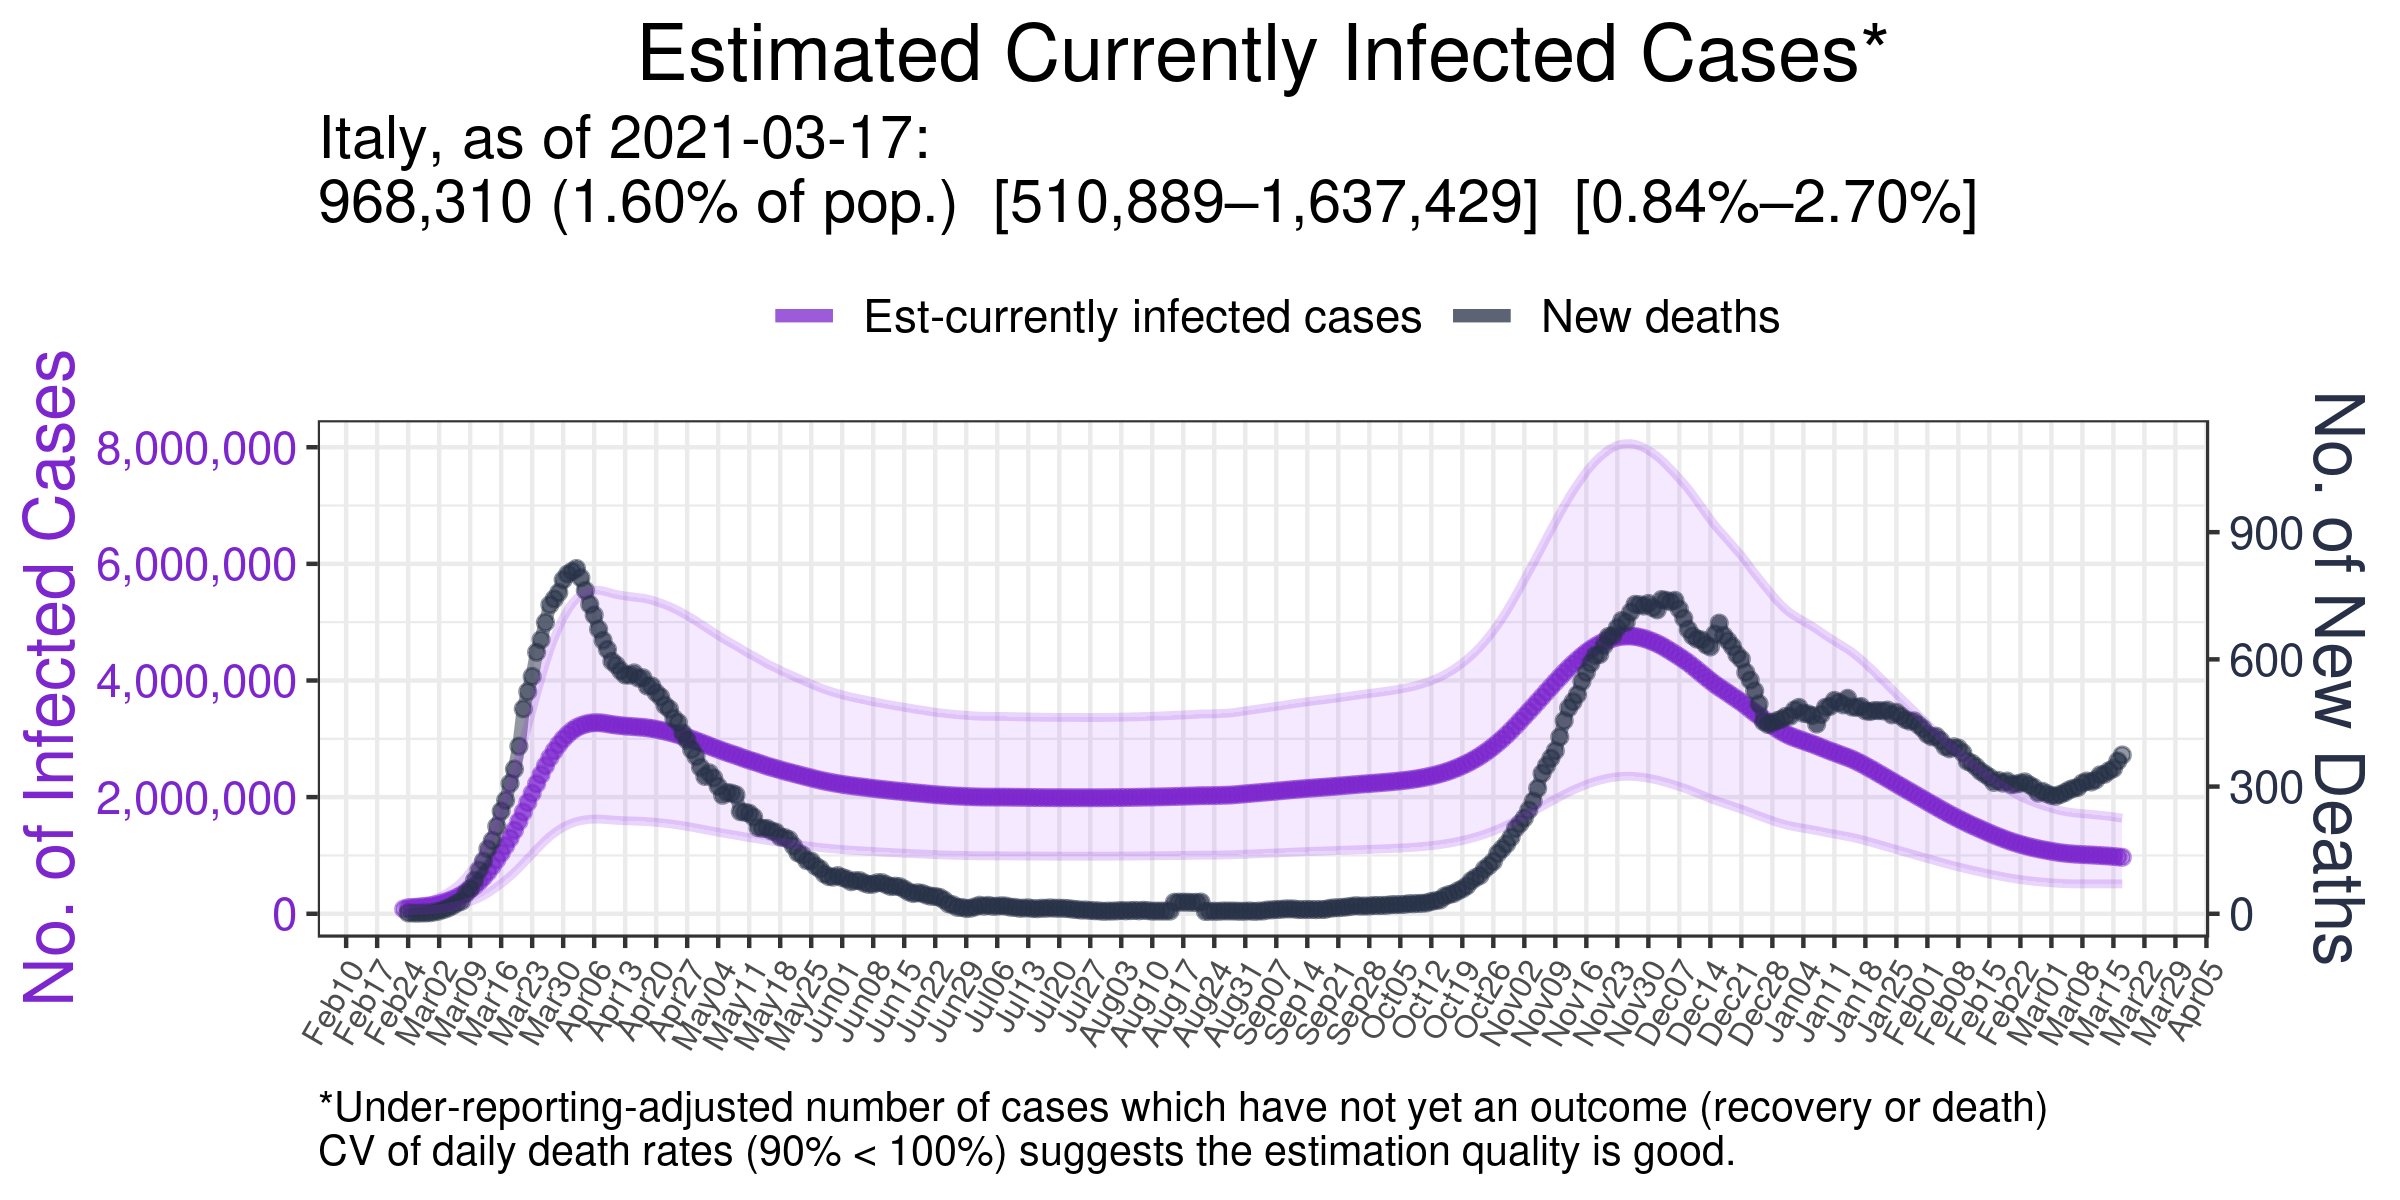 Estimated Currently Infected Cases*
Italy, as of 2021-03-17:
968,310 (1.60% of pop.) [510,889–1,637,429] [0.84%–2.70%]
Est-currently infected cases New deaths
No. of Infected Cases
8,000,000
6,000,000
4,000,000
2,000,000
0
900
600
300
0
No. of New Deaths
Feb10 Feb17 Feb24 Mar02 Mar09 Mar16 Mar23 Mar30 Apr06 Apr13 Apr20 Apr27 May04 May11 May18 May25 Jun01 Jun08 Jun15 Jun22 Jun29 Jul06 Jul13 Jul20 Jul27 Aug03 Aug10 Aug17 Aug24 Aug31 Sep07 Sep14 Sep21 Sep28 Oct05 Oct12 Oct19 Oct26 Nov02 Nov09 Nov16 Nov23 Nov30 Dec07 Dec14 Dec21 Dec28 Jan04 Jan11 Jan18 Jan25 Feb01 Feb08 Feb15 Feb22 Mar01 Mar08 Mar15 Mar22 Mar29 Apr05
*Under-reporting-adjusted number of cases which have not yet an outcome (recovery or death)
CV of daily death rates (90% < 100%) suggests the estimation quality is good.